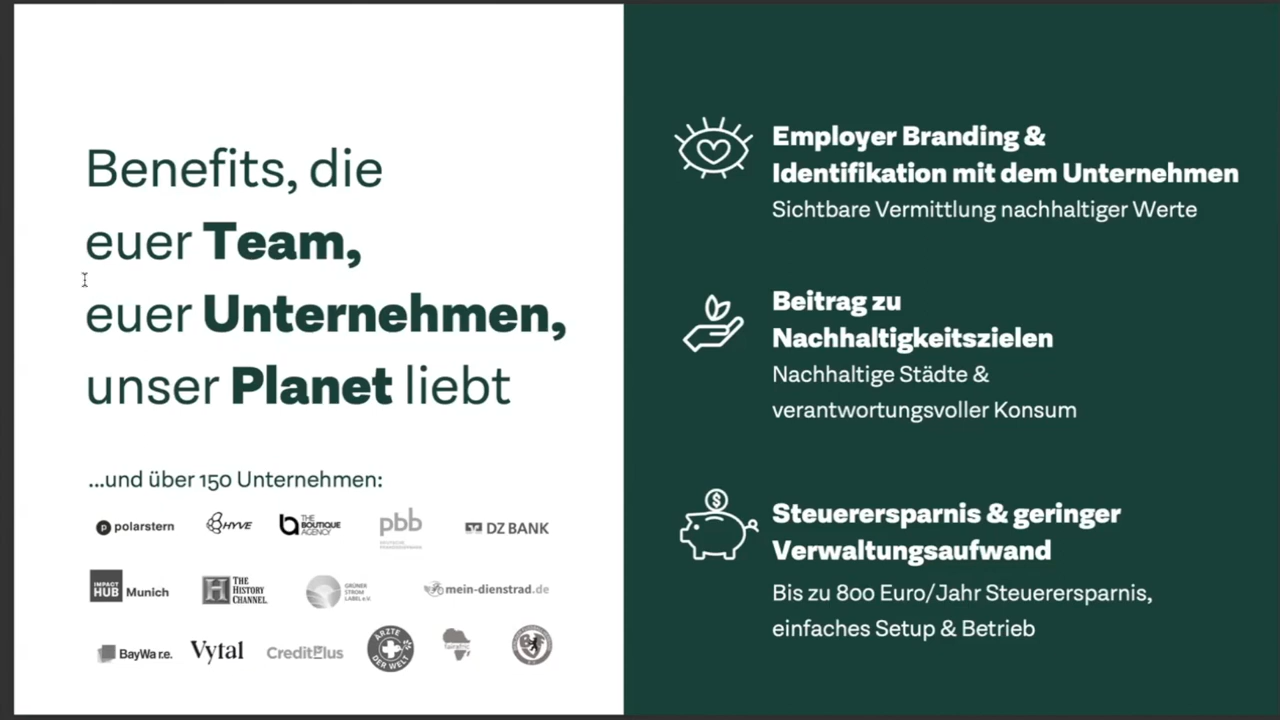 Benefits, die
euer Team,
euer Unternehmen,
unser Planet liebt
...und über 150 Unternehmen:
polarstern
HYVE
THE
BOUTIQUE
AGENCY
pbb
DZ BANK
IMPACT
HUB Munich
THE
HISTORY
CHANNEL
GRÜNER
STROM
LABEL e.V.
mein-dienstrad.de
BayWa r.e.
Vytal
CreditPlus
ÄRZTE
DER WELT
Employer Branding &
Identifikation mit dem Unternehmen
Sichtbare Vermittlung nachhaltiger Werte
Beitrag zu
Nachhaltigkeitszielen
Nachhaltige Städte &
verantwortungsvoller Konsum
$
Steuerersparnis & geringer
Verwaltungsaufwand
Bis zu 800 Euro/Jahr Steuerersparnis,
einfaches Setup & Betrieb